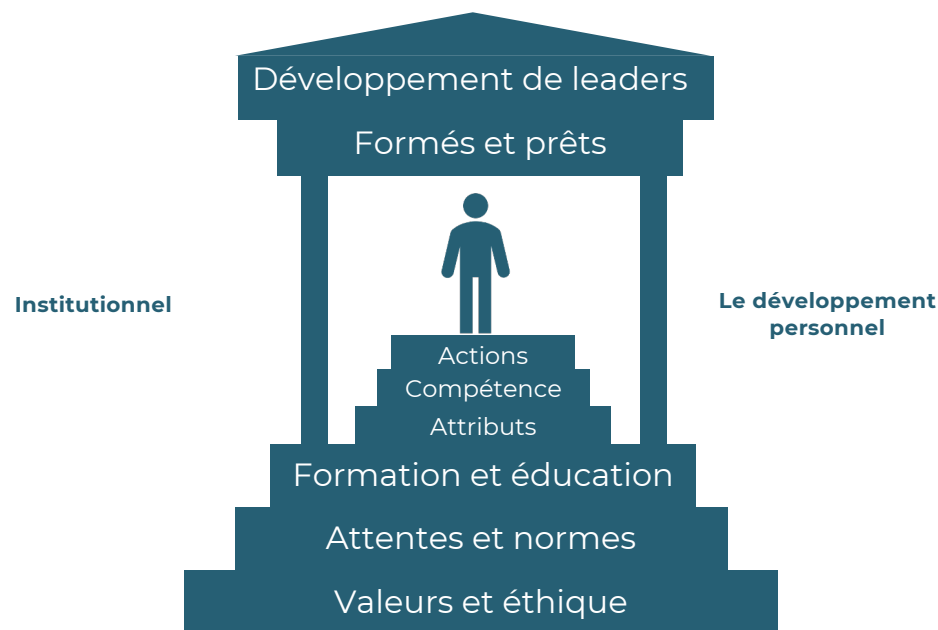 Développement de leaders
Formés et prêts
Institutionnel
Le développement
personnel
Actions
Compétence
Attributs
Formation et éducation
Attentes et normes
Valeurs et éthique